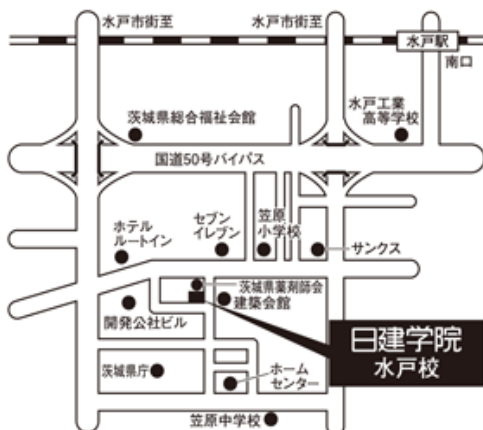 水戸市街至
水戸市街至
水戸駅
南口
茨城県総合福祉会館
水戸工業
高等学校
国道50号バイパス
ホテル
ルートイン
セブン
イレブン
笠原
小学校
サンクス
茨城県薬剤師会
建築会館
開発公社ビル
日建学院
水戸校
茨城県庁
ホーム
センター
笠原中学校